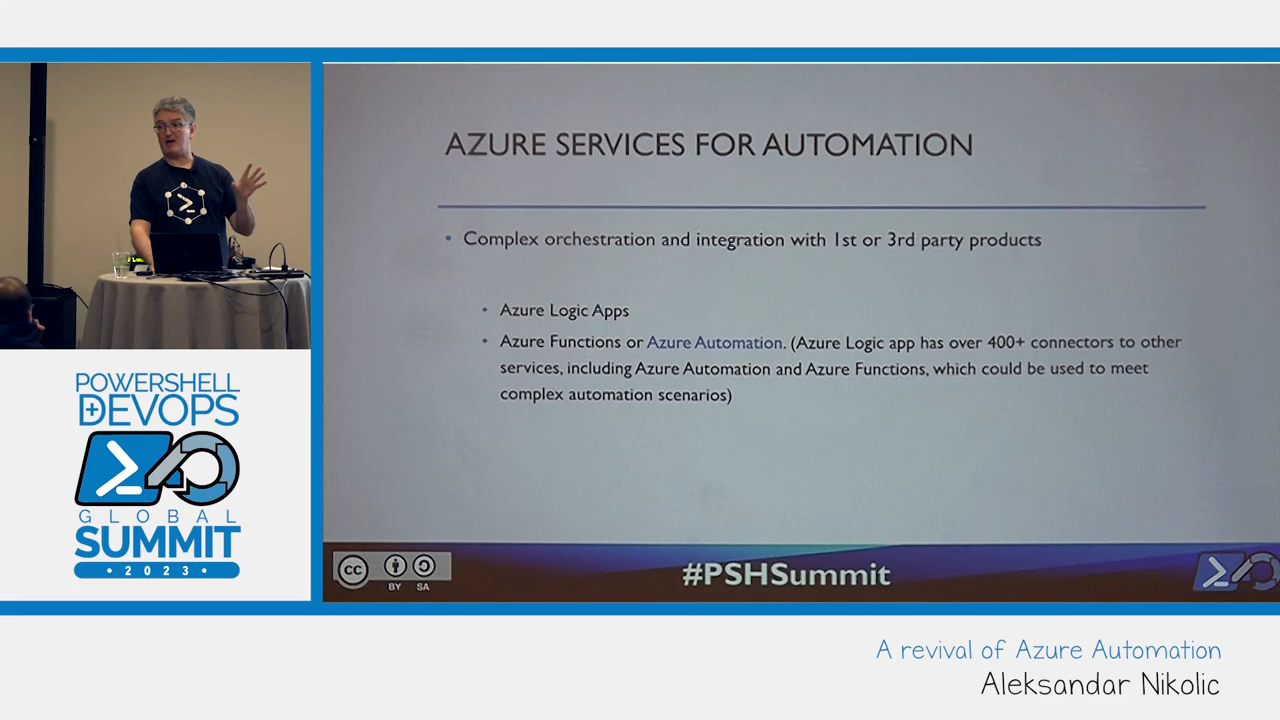 AZURE SERVICES FOR AUTOMATION
• Complex orchestration and integration with 1st or 3rd party products
• Azure Logic Apps
• Azure Functions or Azure Automation. (Azure Logic app has over 400+ connectors to other
services, including Azure Automation and Azure Functions, which could be used to meet
complex automation scenarios)
POWERSHELL
+ DEVOPS
GLOBAL
SUMMIT
• 2023 •
CC BY SA
#PSHSummit
A revival of Azure Automation
Aleksandar Nikolic